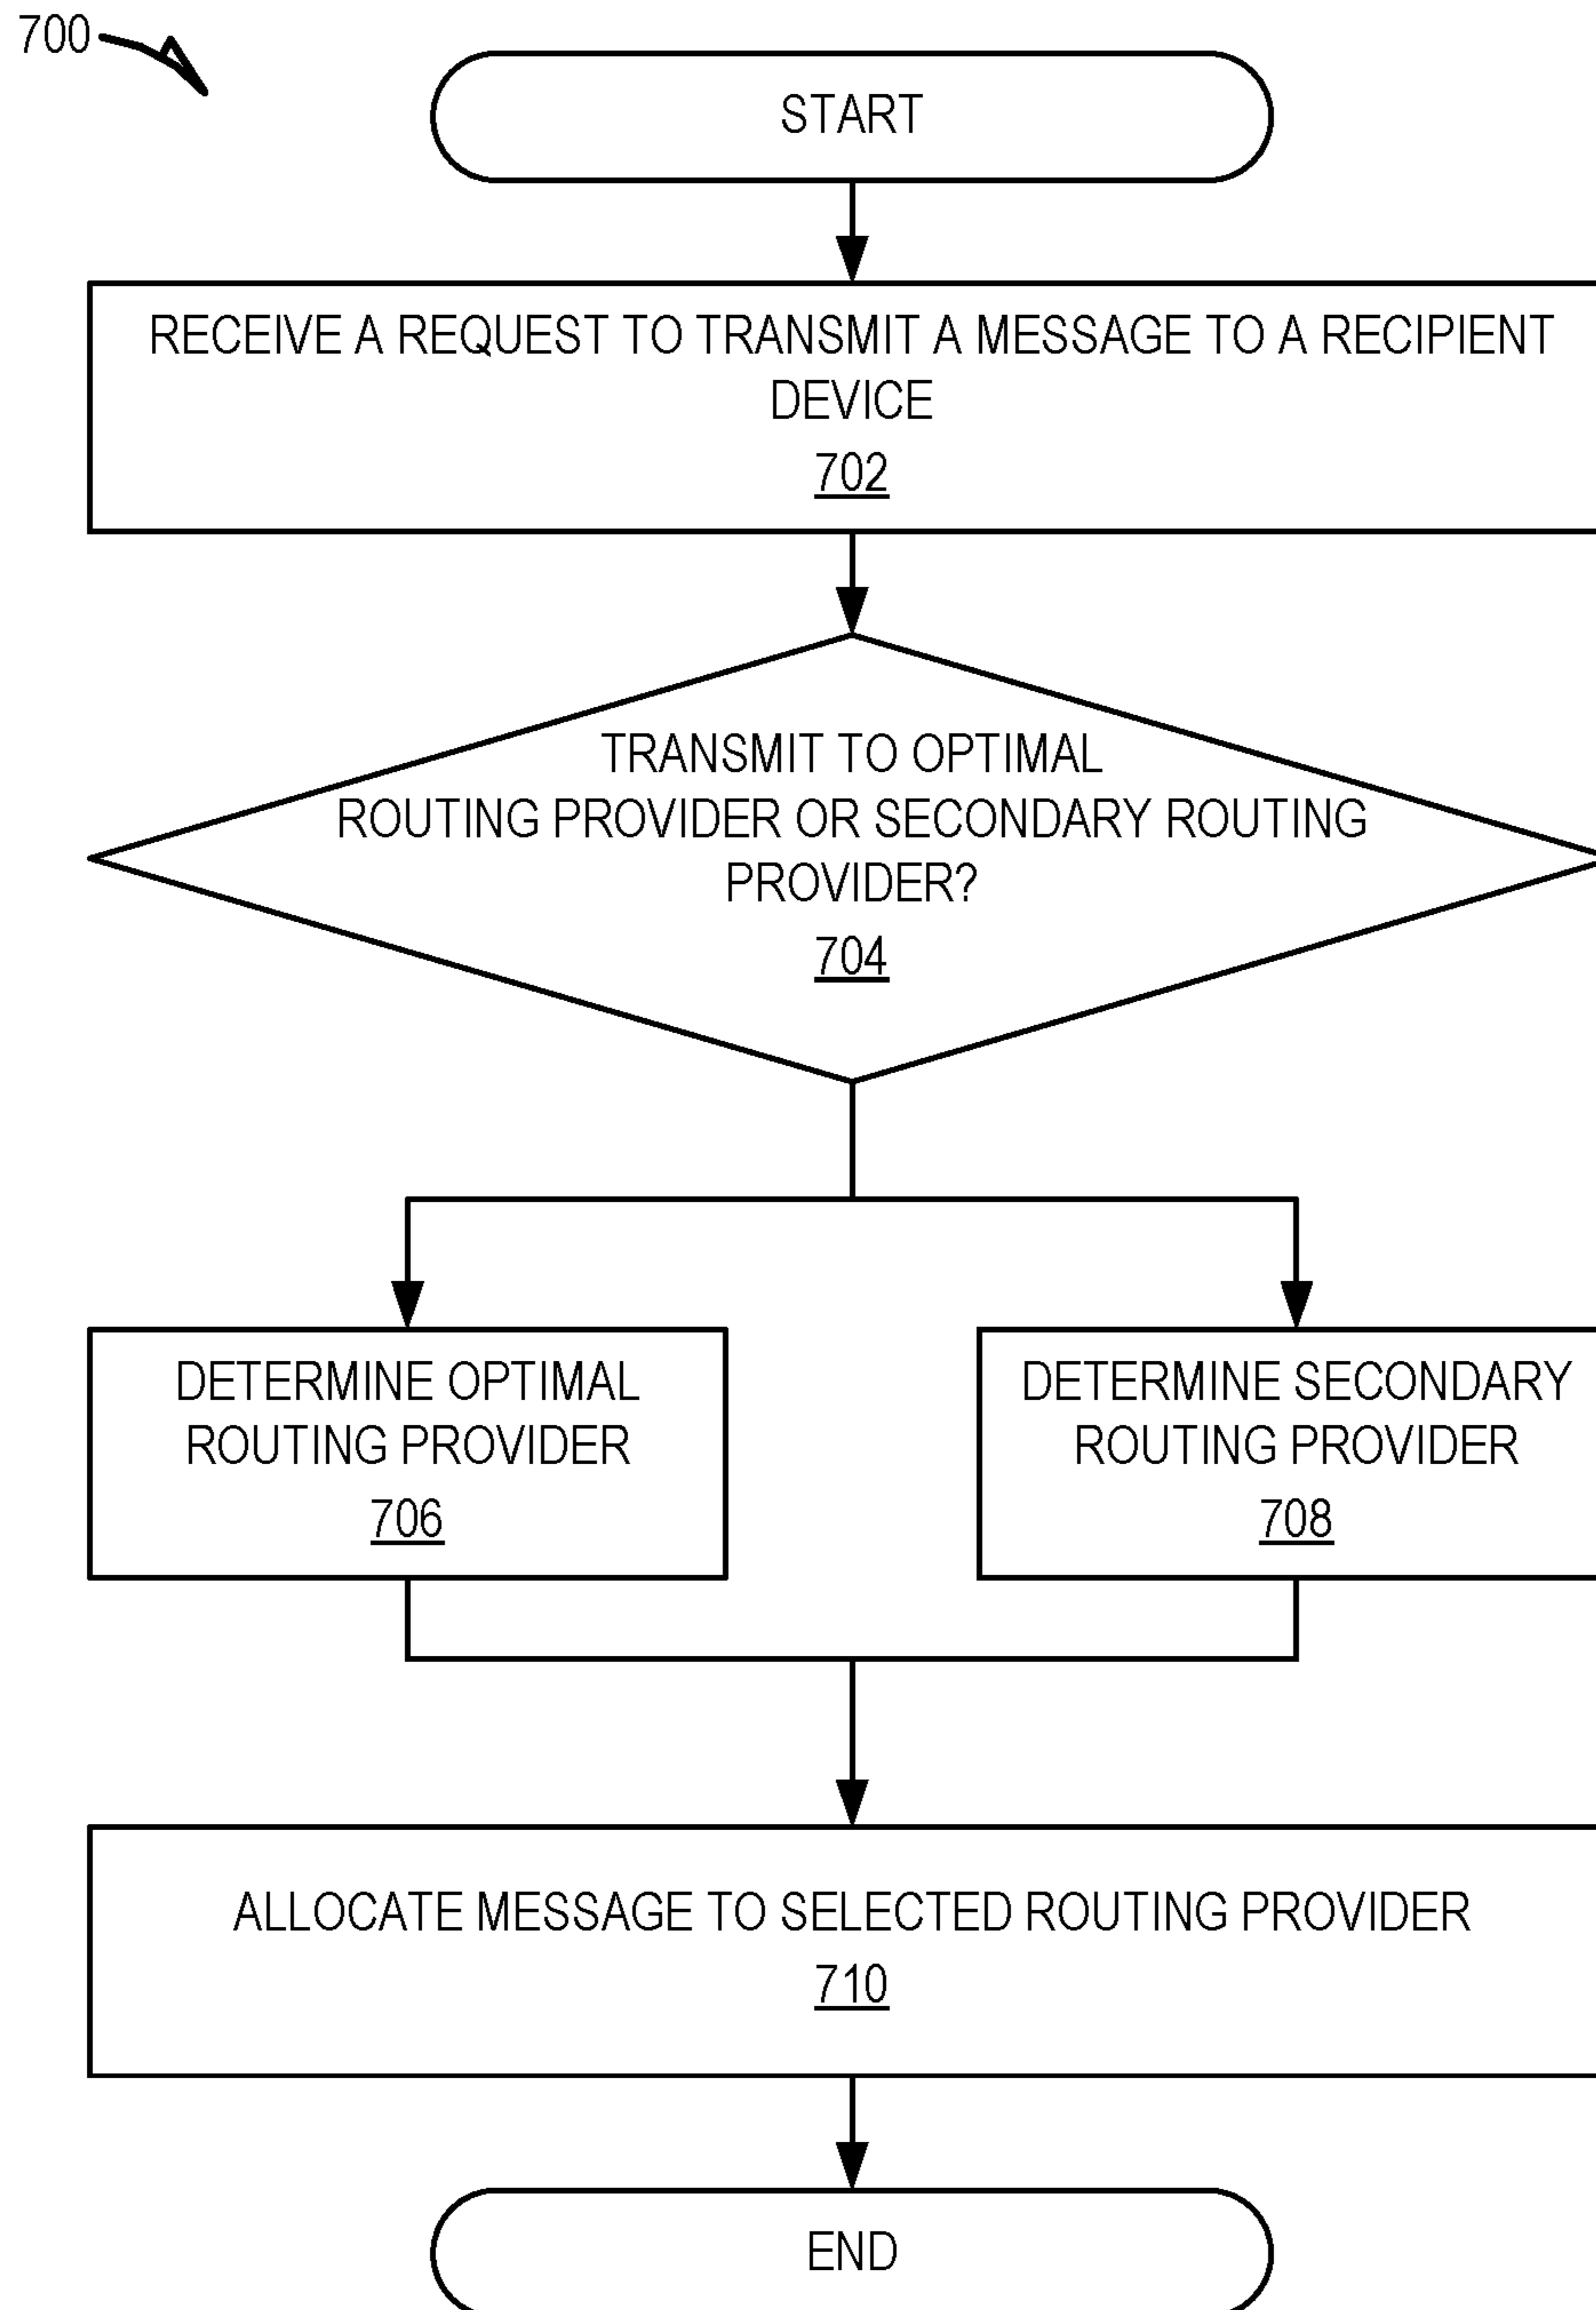 700
START
RECEIVE A REQUEST TO TRANSMIT A MESSAGE TO A RECIPIENT
DEVICE
702
TRANSMIT TO OPTIMAL
ROUTING PROVIDER OR SECONDARY ROUTING
PROVIDER?
704
DETERMINE OPTIMAL
ROUTING PROVIDER
706
DETERMINE SECONDARY
ROUTING PROVIDER
708
ALLOCATE MESSAGE TO SELECTED ROUTING PROVIDER
710
END